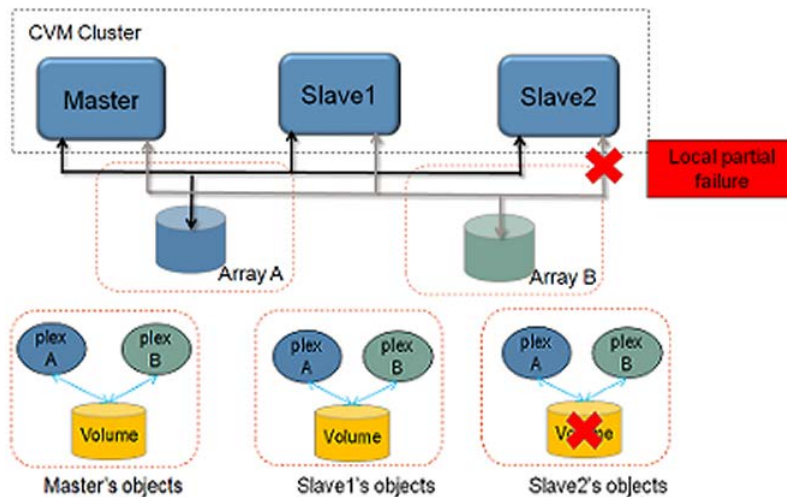 CVM Cluster
Master
Slave1
Slave2
Local partial
failure
Array A
Array B
plex
A
plex
B
Volume
plex
A
plex
B
Volume
plex
A
plex
B
Volume
Master's objects
Slave1's objects
Slave2's objects